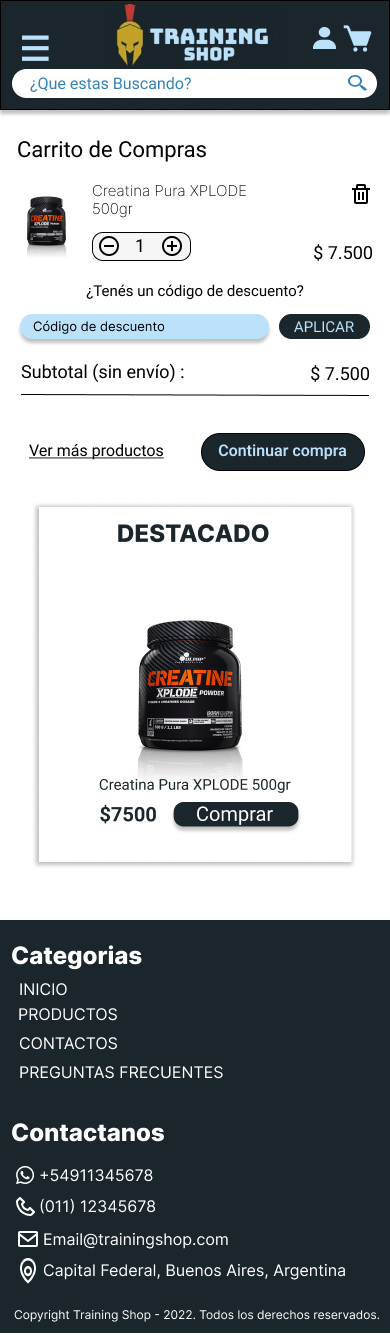 TRAINING
SHOP
¿Que estas Buscando?
Carrito de Compras
Creatina Pura XPLODE
500gr
1
$ 7.500
¿Tenés un código de descuento?
Código de descuento
APLICAR
Subtotal (sin envío) :
$ 7.500
Ver más productos
Continuar compra
DESTACADO
OLIMP
CREATINE
XPLODE POWDER
Creatina Pura XPLODE 500gr
$7500
Comprar
Categorias
INICIO
PRODUCTOS
CONTACTOS
PREGUNTAS FRECUENTES
Contactanos
+54911345678
(011) 12345678
Email@trainingshop.com
Capital Federal, Buenos Aires, Argentina
Copyright Training Shop - 2022. Todos los derechos reservados.